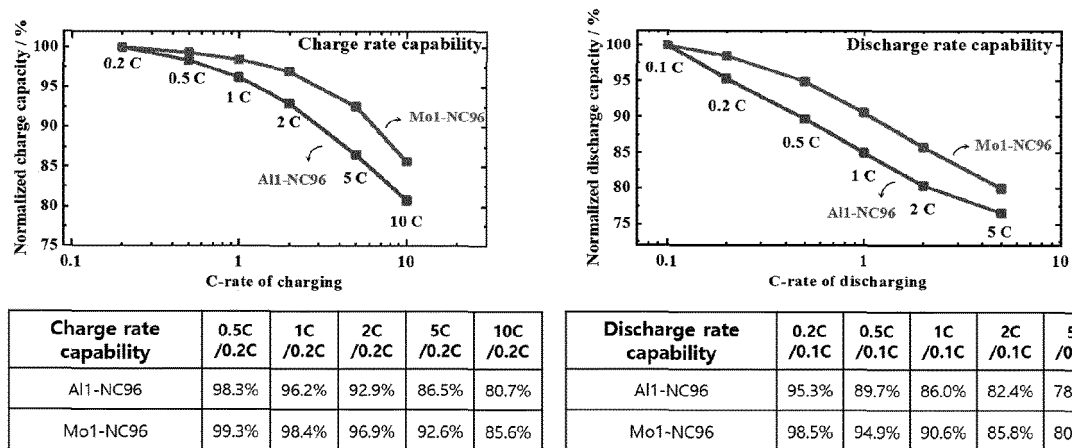 Charge rate capability
Normalized charge capacity / %
100
95
90
85
80
75
0.2 C
0.5 C
1 C
2 C
5 C
10 C
Mo1-NC96
Al1-NC96
0.1
1
10
C-rate of charging
Discharge rate capability
Normalized discharge capacity / %
100
95
90
85
80
75
0.1 C
0.2 C
0.5 C
1 C
2 C
5 C
Mo1-NC96
Al1-NC96
0.1
1
10
C-rate of discharging
Charge rate capability 0.5C /0.2C 1C /0.2C 2C /0.2C 5C /0.2C 10C /0.2C
Al1-NC96 98.3% 96.2% 92.9% 86.5% 80.7%
Mo1-NC96 99.3% 98.4% 96.9% 92.6% 85.6%
Discharge rate capability 0.2C /0.1C 0.5C /0.1C 1C /0.1C 2C /0.1C 5
Al1-NC96 95.3% 89.7% 86.0% 82.4% 78
Mo1-NC96 98.5% 94.9% 90.6% 85.8% 80